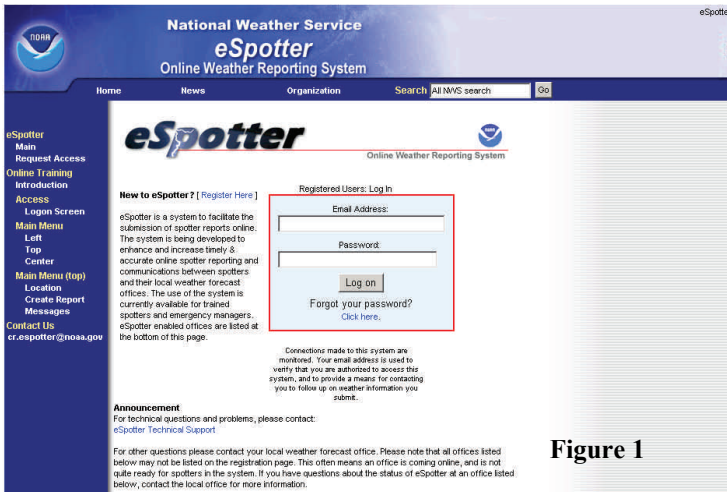 eSpotte
NOAA
National Weather Service
eSpotter
Online Weather Reporting System
Home News Organization Search All NWS search Go
eSpotter
Main
Request Access
Online Training
Introduction
Access
Logon Screen
Main Menu
Left
Top
Center
Main Menu (top)
Location
Create Report
Messages
Contact Us
cr.espotter@noaa.gov
eSpotter
Online Weather Reporting System
New to eSpotter? [ Register Here ]
eSpotter is a system to facilitate the
submission of spotter reports online.
The system is being developed to
enhance and increase timely &
accurate online spotter reporting and
communications between spotters
and their local weather forecast
offices. The use of the system is
currently available for trained
spotters and emergency managers.
eSpotter enabled offices are listed at
the bottom of this page.
Registered Users: Log In
Email Address:
Password:
Log on
Forgot your password?
Click here.
Connections made to this system are
monitored. Your email address is used to
verify that you are authorized to access this
system, and to provide a means for contacting
you to follow up on weather information you
submit.
Announcement
For technical questions and problems, please contact:
eSpotter Technical Support
For other questions please contact your local weather forecast office. Please note that all offices listed
below may not be listed on the registration page. This often means an office is coming online, and is not
quite ready for spotters in the system. If you have questions about the status of eSpotter at an office listed
below, contact the local office for more information.
Figure 1